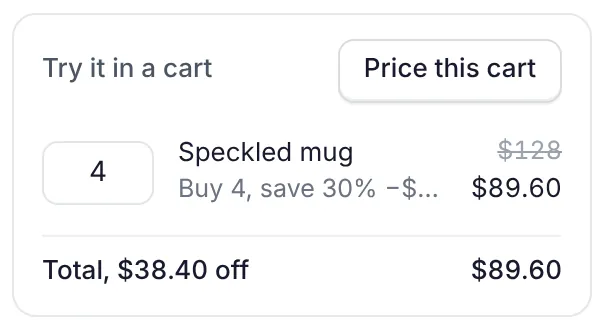 Try it in a cart
Price this cart
4
Speckled mug
$128
Buy 4, save 30% −$...
$89.60
Total, $38.40 off
$89.60